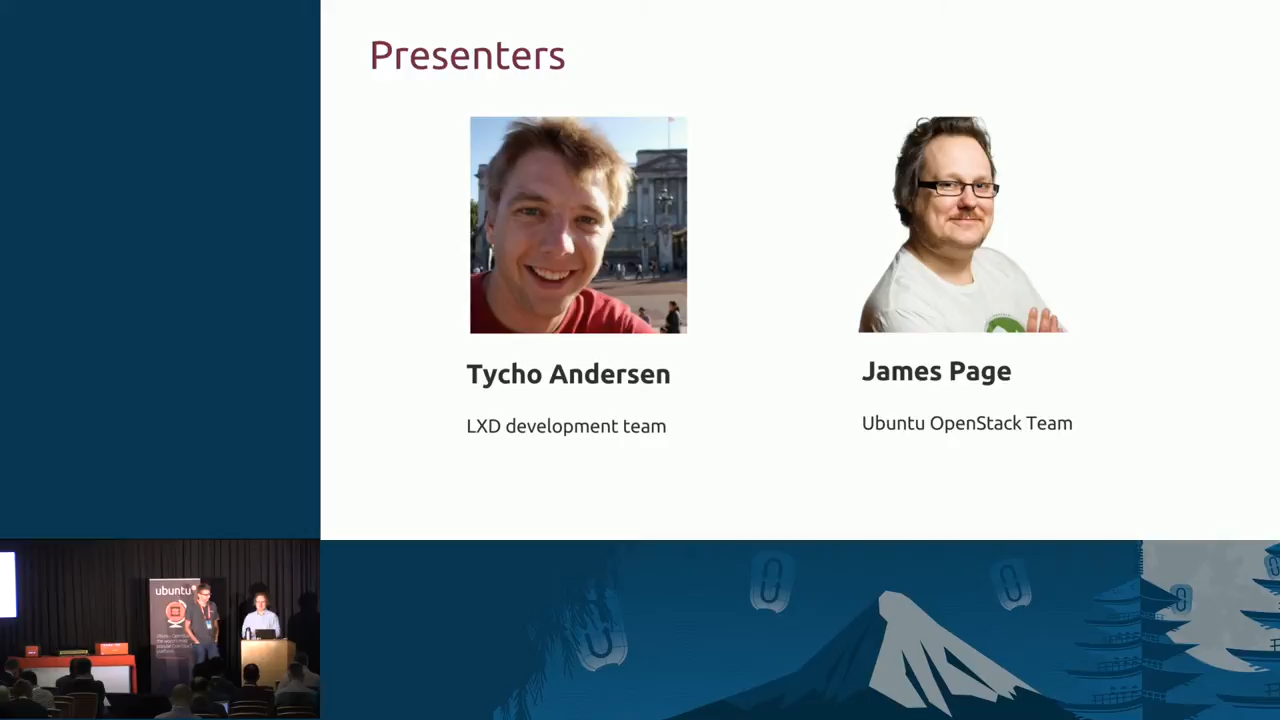 Presenters
Tycho Andersen
LXD development team
James Page
Ubuntu OpenStack Team
ubuntu